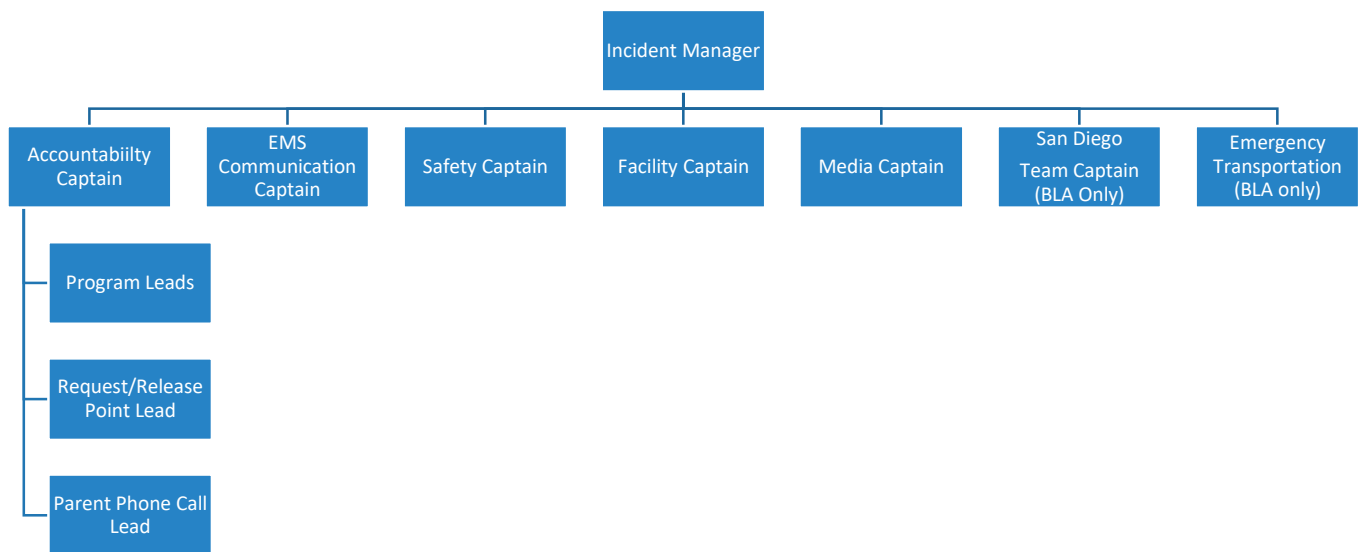 Incident Manager
Accountabiilty
Captain
EMS
Communication
Captain
Safety Captain
Facility Captain
Media Captain
San Diego
Team Captain
(BLA Only)
Emergency
Transportation
(BLA only)
Program Leads
Request/Release
Point Lead
Parent Phone Call
Lead